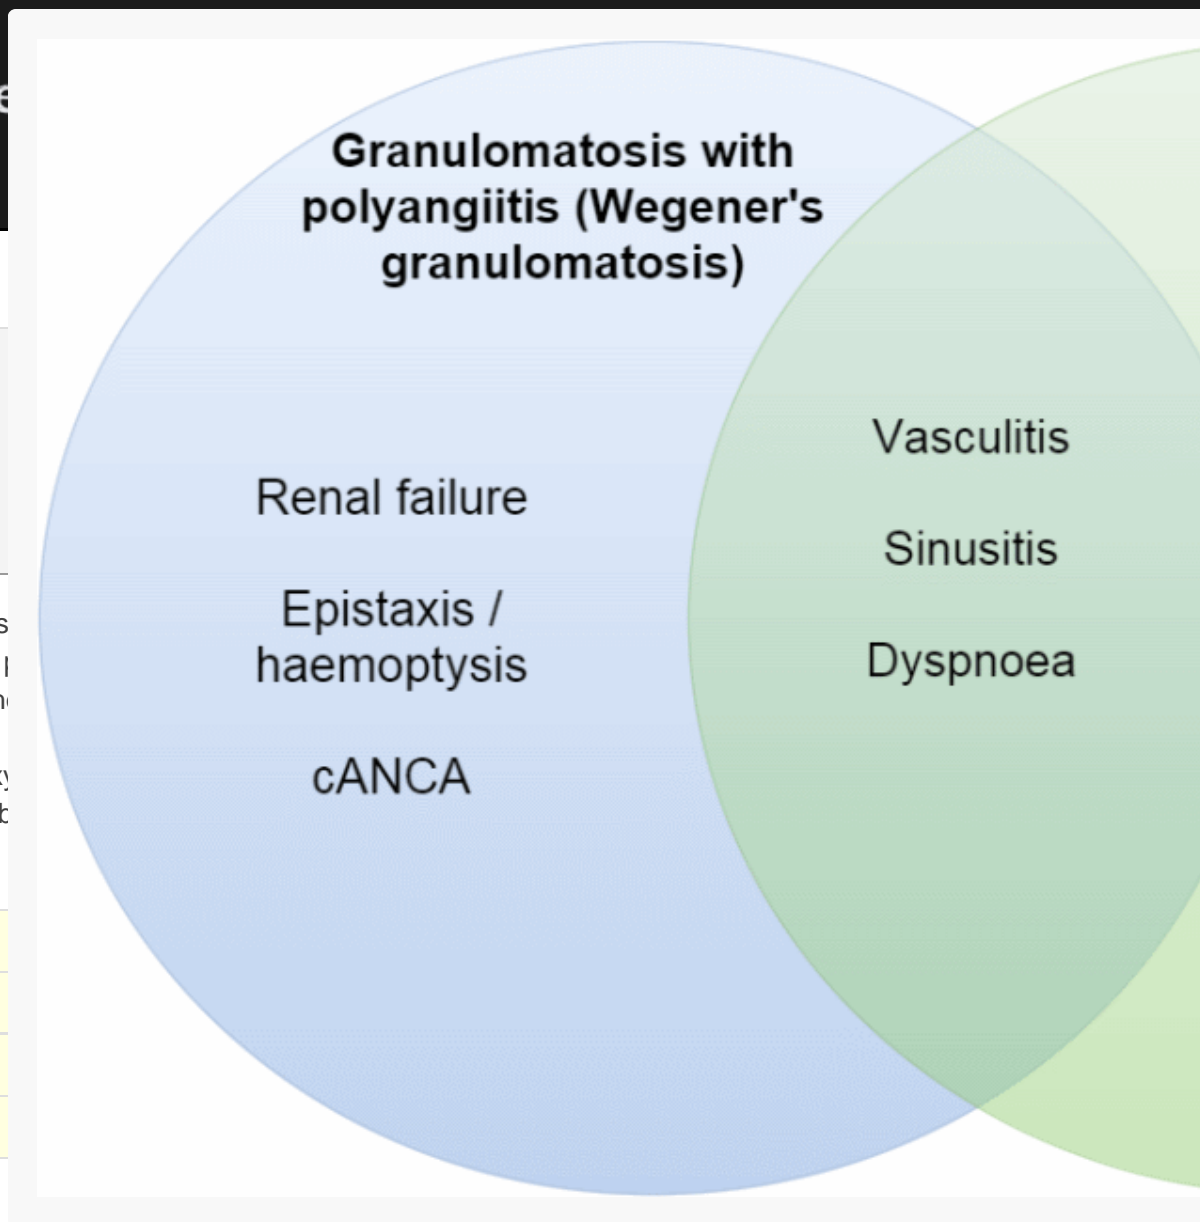 Granulomatosis with
polyangiitis (Wegener's
granulomatosis)
Renal failure
Epistaxis /
haemoptysis
cANCA
Vasculitis
Sinusitis
Dyspnoea